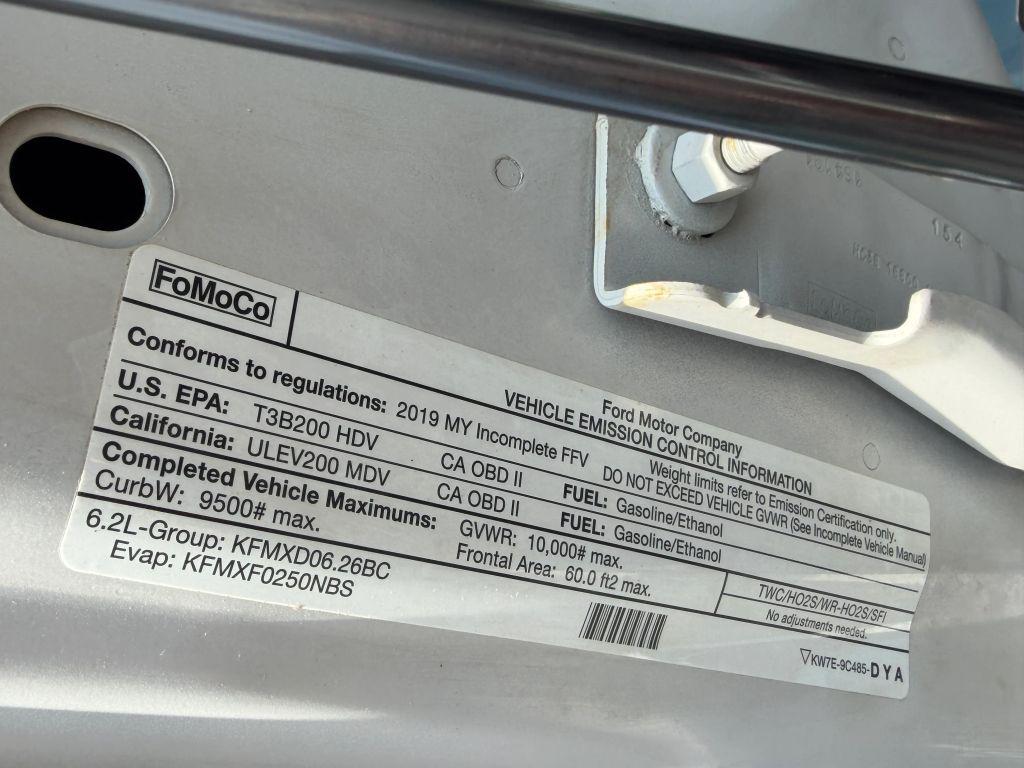 154
FoMoCo
Ford Motor Company
VEHICLE EMISSION CONTROL INFORMATION
Conforms to regulations: 2019 MY Incomplete FFV
Weight limits refer to Emission Certification only.
DO NOT EXCEED VEHICLE GVWR (See Incomplete Vehicle Manual)
U.S. EPA: T3B200 HDV CA OBD II FUEL: Gasoline/Ethanol
California: ULEV200 MDV CA OBD II FUEL: Gasoline/Ethanol
Completed Vehicle Maximums: GVWR: 10,000# max.
CurbW: 9500# max. Frontal Area: 60.0 ft2 max.
TWC/HO2S/WR-HO2S/SFI
No adjustments needed.
6.2L-Group: KFMXD06.26BC
Evap: KFMXF0250NBS
KW7E-9C485-DYA